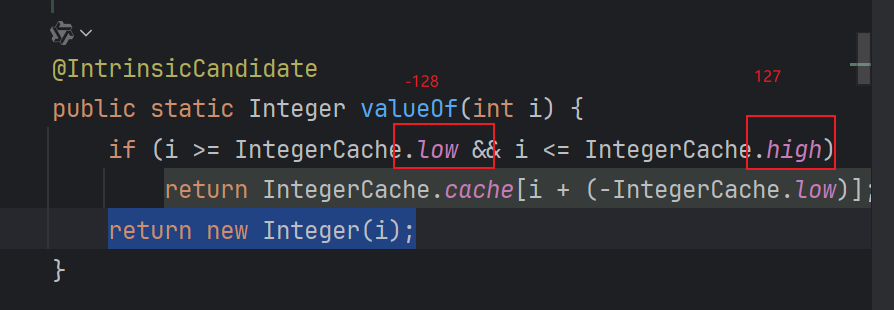 @IntrinsicCandidate
-128 127
public static Integer valueOf(int i) {
if (i >= IntegerCache.low && i <= IntegerCache.high)
return IntegerCache.cache[i + (-IntegerCache.low)];
return new Integer(i);
}